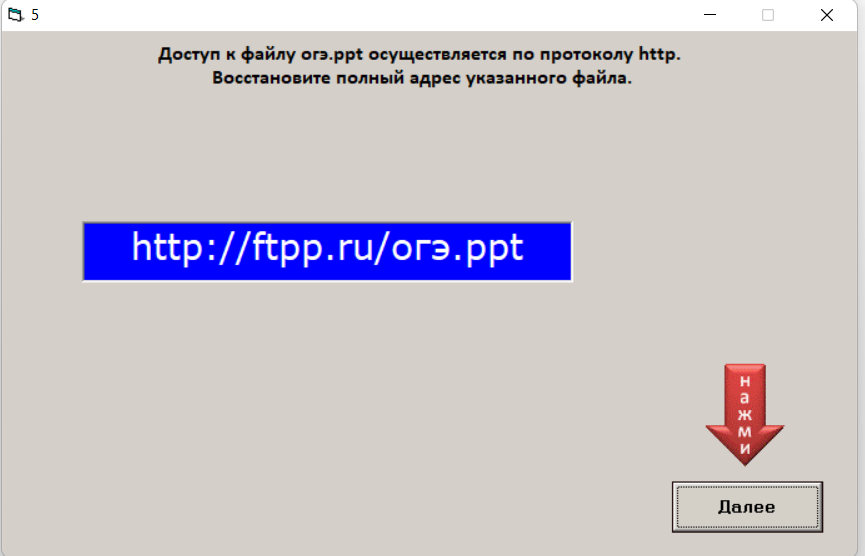 5
Доступ к файлу огэ.ppt осуществляется по протоколу http.
Восстановите полный адрес указанного файла.
http://ftpp.ru/огэ.ppt
н
а
ж
м
и
Далее